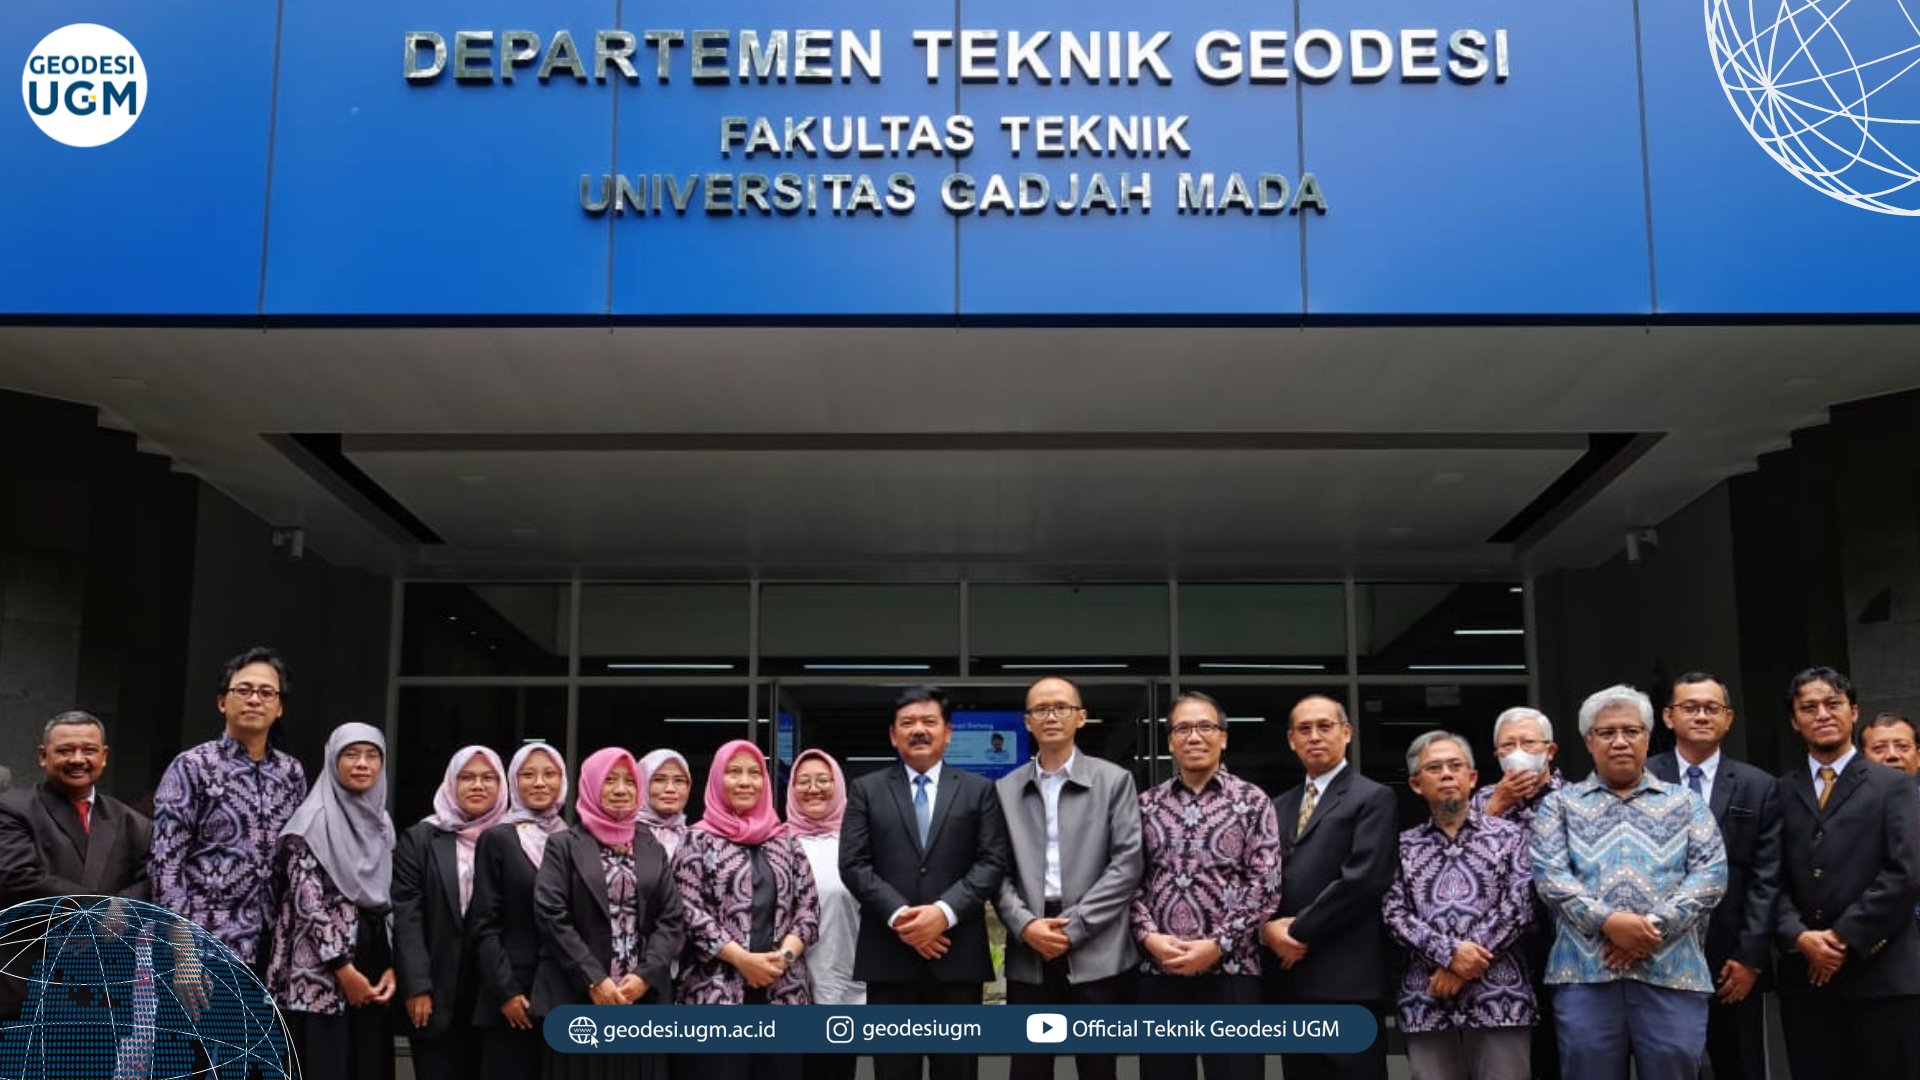 GEODESI
UGM
DEPARTEMEN TEKNIK GEODESI
FAKULTAS TEKNIK
UNIVERSITAS GADJAH MADA
geodesi.ugm.ac.id
geodesiugm
Official Teknik Geodesi UGM